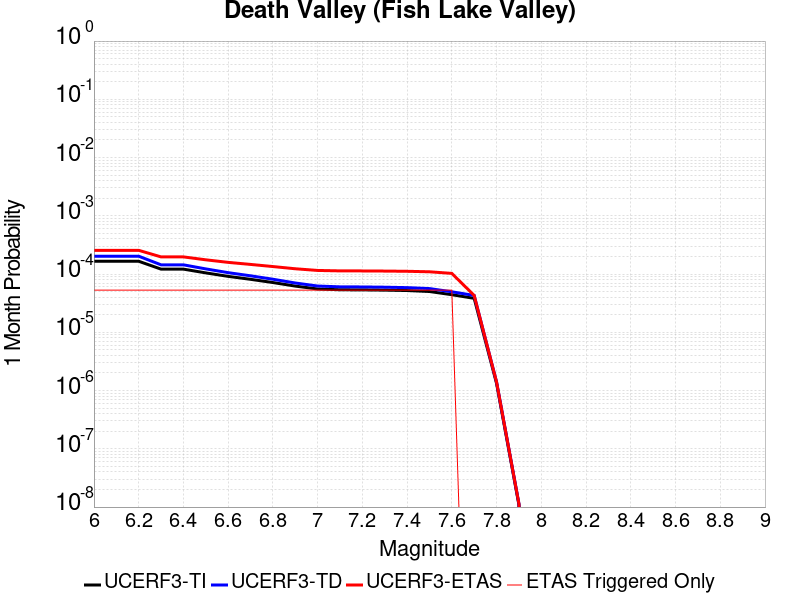 Death Valley (Fish Lake Valley)
10^0
10^-1
10^-2
10^-3
10^-4
10^-5
10^-6
10^-7
10^-8
1 Month Probability
6 6.2 6.4 6.6 6.8 7 7.2 7.4 7.6 7.8 8 8.2 8.4 8.6 8.8 9
Magnitude
UCERF3-TI UCERF3-TD UCERF3-ETAS ETAS Triggered Only